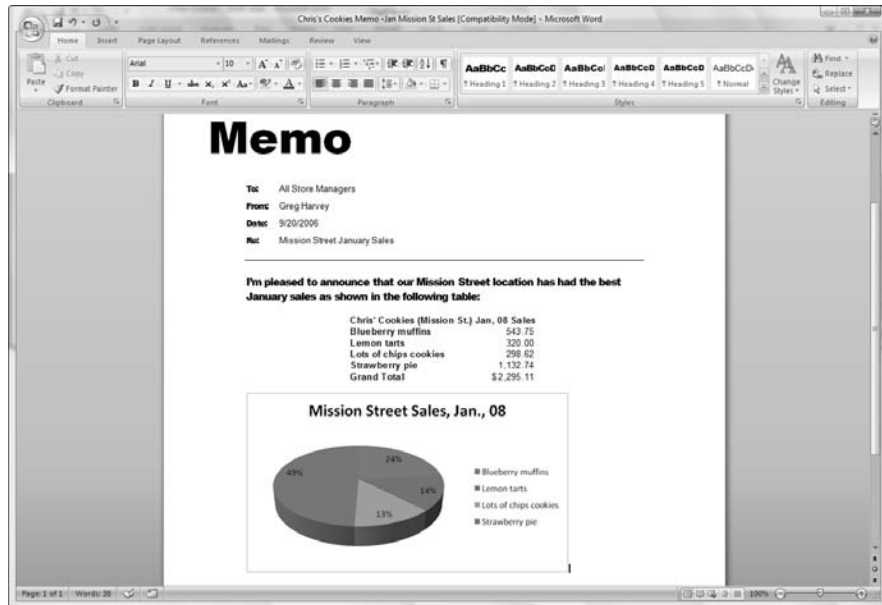 Chris's Cookies Memo -Jan Mission St Sales [Compatibility Mode] - Microsoft Word
Home Insert Page Layout References Mailings Review View
Paste
Cut
Copy
Format Painter
Clipboard
Arial 10
B I U abc x, x² Aa A
Font
Paragraph
AaBbCc AaBbCcD AaBbCcI AaBbCcD AaBbCcD AaBbCcD
¶ Heading 1 ¶ Heading 2 ¶ Heading 3 ¶ Heading 4 ¶ Heading 5 ¶ Normal
Change Styles
Styles
Find
Replace
Select
Editing
Memo
To: All Store Managers
From: Greg Harvey
Date: 9/20/2006
Re: Mission Street January Sales
I'm pleased to announce that our Mission Street location has had the best
January sales as shown in the following table:
Chris' Cookies (Mission St.) Jan, 08 Sales
Blueberry muffins 543.75
Lemon tarts 320.00
Lots of chips cookies 298.62
Strawberry pie 1,132.74
Grand Total $2,295.11
Mission Street Sales, Jan., 08
49%
24%
14%
13%
Blueberry muffins
Lemon tarts
Lots of chips cookies
Strawberry pie
Page: 1 of 1 Words: 38 100%